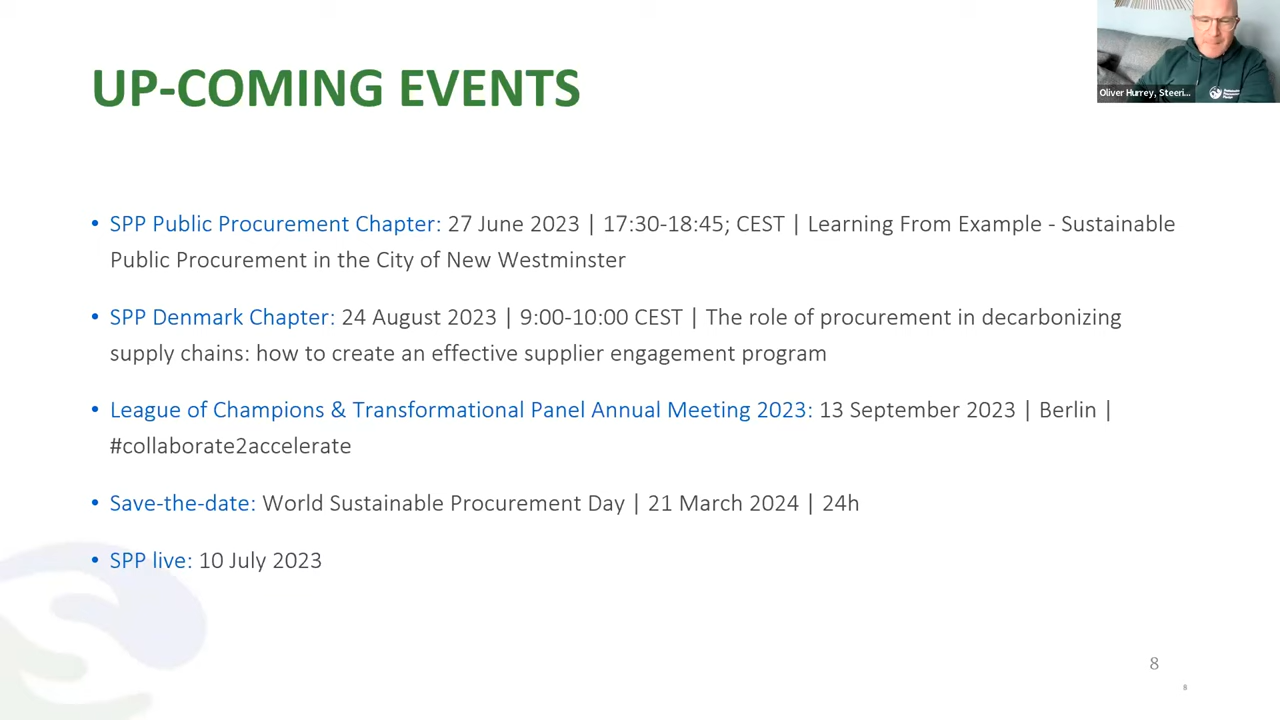 UP-COMING EVENTS
Oliver Hurrey, Steeri...
• SPP Public Procurement Chapter: 27 June 2023 | 17:30-18:45; CEST | Learning From Example - Sustainable
Public Procurement in the City of New Westminster
• SPP Denmark Chapter: 24 August 2023 | 9:00-10:00 CEST | The role of procurement in decarbonizing
supply chains: how to create an effective supplier engagement program
• League of Champions & Transformational Panel Annual Meeting 2023: 13 September 2023 | Berlin |
#collaborate2accelerate
• Save-the-date: World Sustainable Procurement Day | 21 March 2024 | 24h
• SPP live: 10 July 2023
8
8